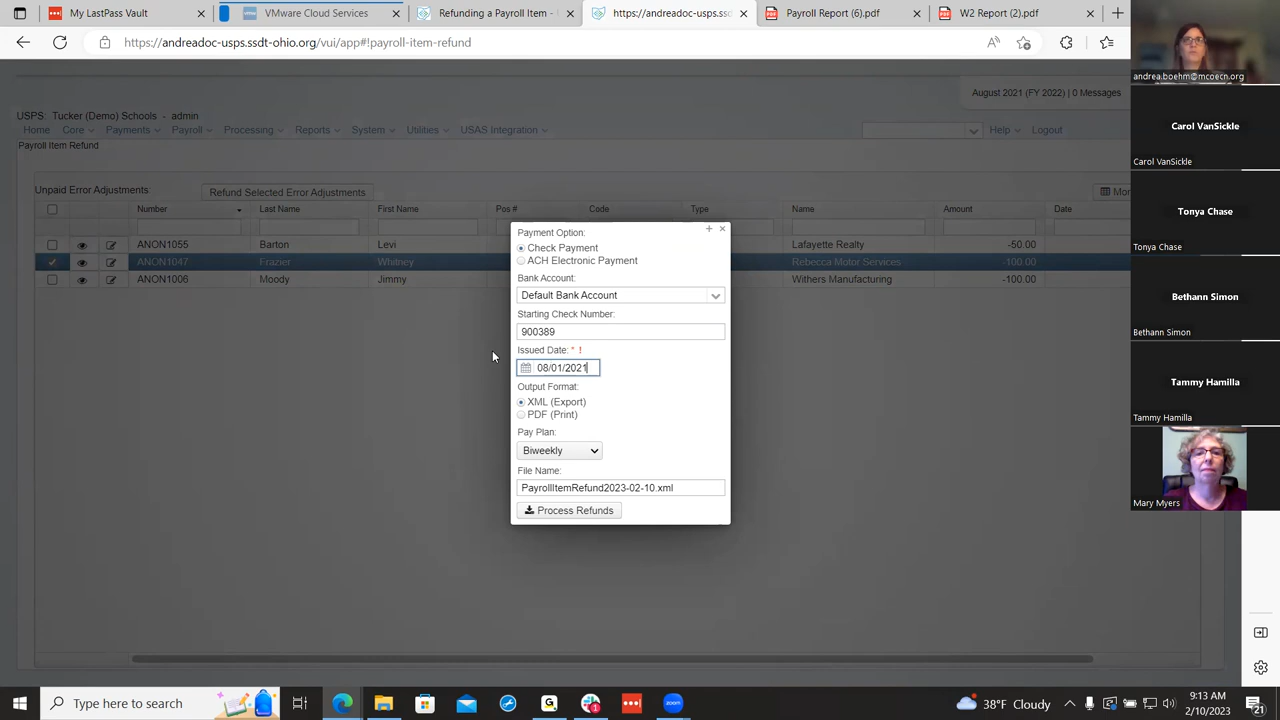 My LastPass Vault
VMware Cloud Services
Refunding a Payroll Item -
https://andreadoc-usps.ssd
Payroll Report (6).pdf
W2 Report (2).pdf
https://andreadoc-usps.ssdt-ohio.org/vui/app#!payroll-item-refund
andrea.boehm@mcoecn.org
August 2021 (FY 2022) | 0 Messages
USPS: Tucker (Demo) Schools - admin
Home Core Payments Payroll Processing Reports System Utilities USAS Integration Help Logout
Payroll Item Refund
Unpaid Error Adjustments:
Refund Selected Error Adjustments
Mor
Number Last Name First Name Pos # Code Type Name Amount Date
ANON1055 Barton Levi Lafayette Realty -50.00
ANON1047 Frazier Whitney Rebecca Motor Services -100.00
ANON1006 Moody Jimmy Withers Manufacturing -100.00
Payment Option:
Check Payment
ACH Electronic Payment
Bank Account:
Default Bank Account
Starting Check Number:
900389
Issued Date: * !
08/01/2021
Output Format:
XML (Export)
PDF (Print)
Pay Plan:
Biweekly
File Name:
PayrollItemRefund2023-02-10.xml
Process Refunds
Carol VanSickle
Carol VanSickle
Tonya Chase
Tonya Chase
Bethann Simon
Bethann Simon
Tammy Hamilla
Tammy Hamilla
Mary Myers
Type here to search
zoom
38°F Cloudy
9:13 AM
2/10/2023
21